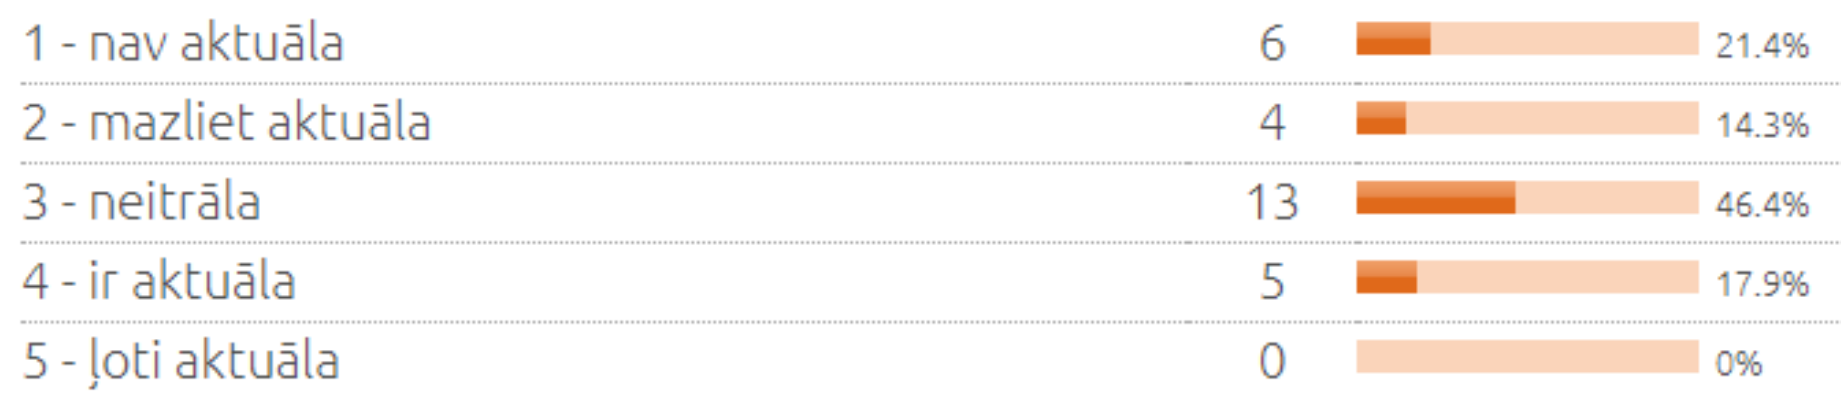 1 - nav aktuāla 6 21.4%
2 - mazliet aktuāla 4 14.3%
3 - neitrāla 13 46.4%
4 - ir aktuāla 5 17.9%
5 - ļoti aktuāla 0 0%